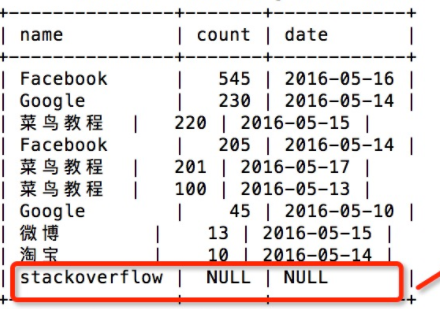 +---------------+-------+------------+
| name          | count | date       |
+---------------+-------+------------+
| Facebook      |   545 | 2016-05-16 |
| Google        |   230 | 2016-05-14 |
| 菜鸟教程  |   220 | 2016-05-15 |
| Facebook      |   205 | 2016-05-14 |
| 菜鸟教程  |   201 | 2016-05-17 |
| 菜鸟教程  |   100 | 2016-05-13 |
| Google        |    45 | 2016-05-10 |
| 微博        |    13 | 2016-05-15 |
| 淘宝        |    10 | 2016-05-14 |
| stackoverflow |  NULL | NULL       |
+---------------+-------+------------+